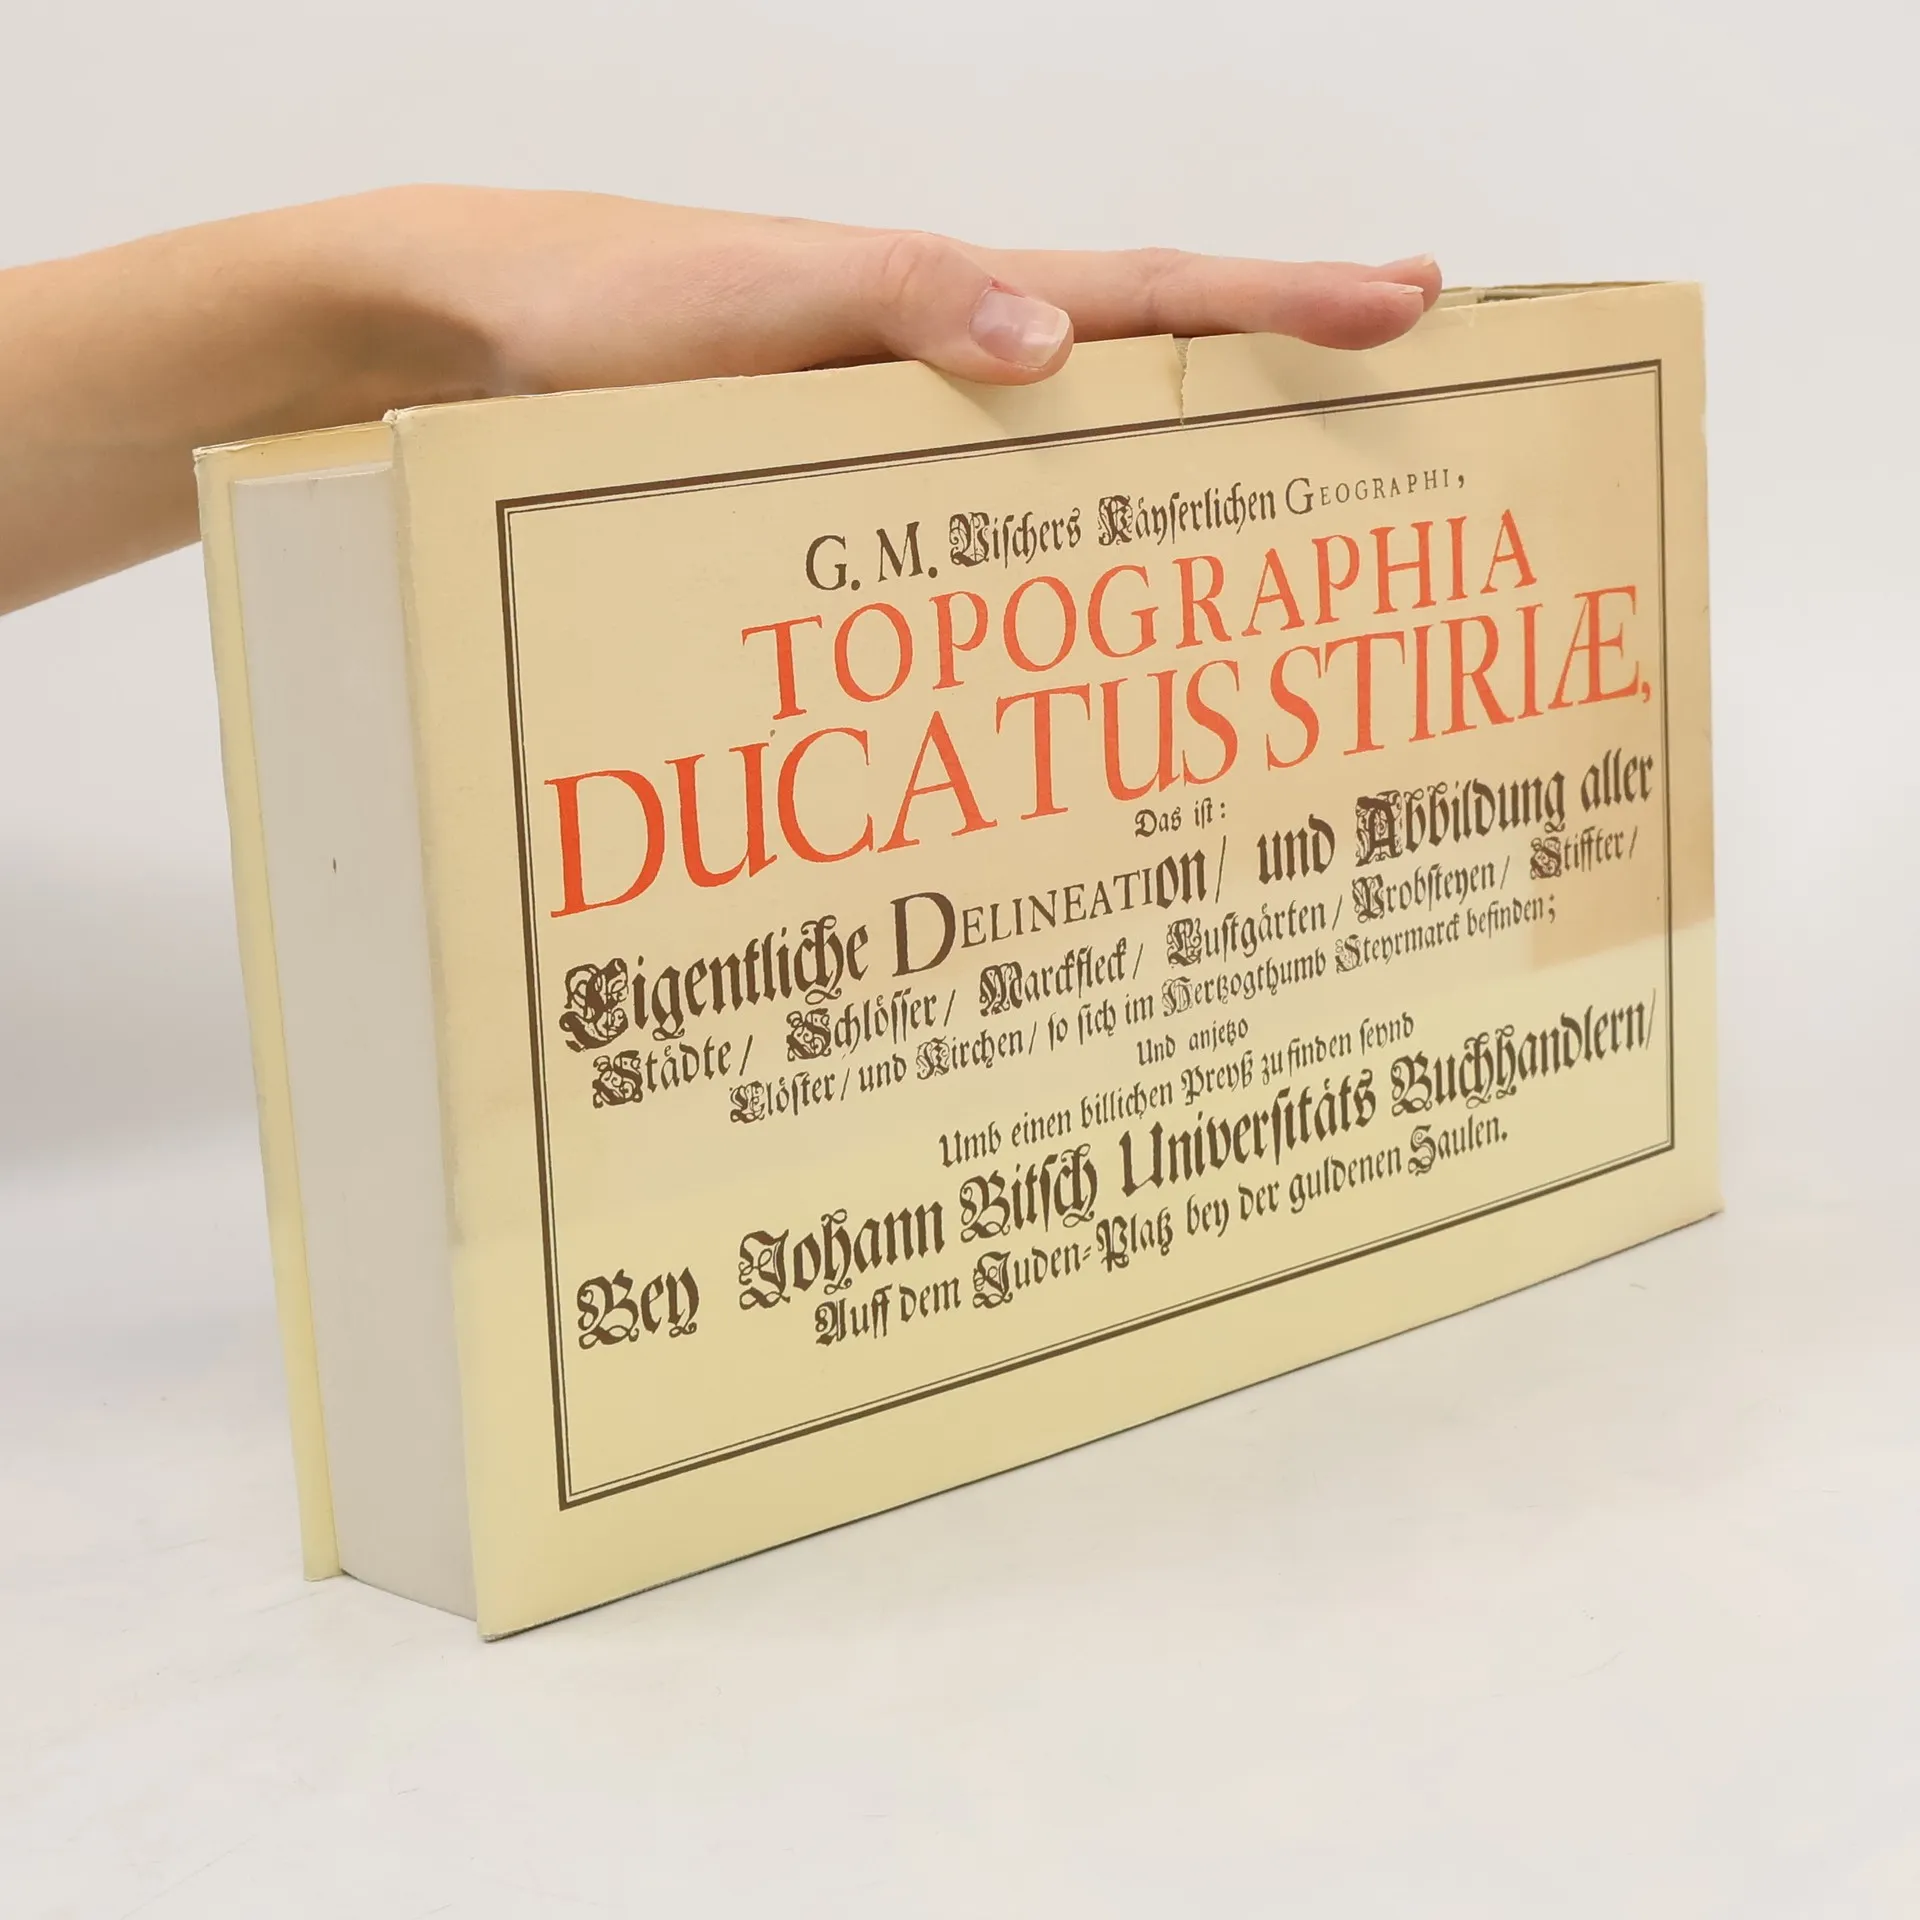 G. M. Vischers Käyserlichen GEOGRAPHI,
TOPOGRAPHIA
DUCATUS STIRIÆ,
Das ist:
Eigentliche DELINEATION/ und Abbildung aller
Städte/ Schlösser/ Marckfleck/ Lustgärten/ Probsteyen/ Stiffter/
Clöster/ und Kirchen/ so sich im Hertzogthumb Steyrmarck befinden;
Und anjetzo
Umb einen billichen Preyß zu finden seynd
Bey Johann Bitsch Universitäts Buchhandlern/
Auff dem Juden-Platz bey der guldenen Saulen.